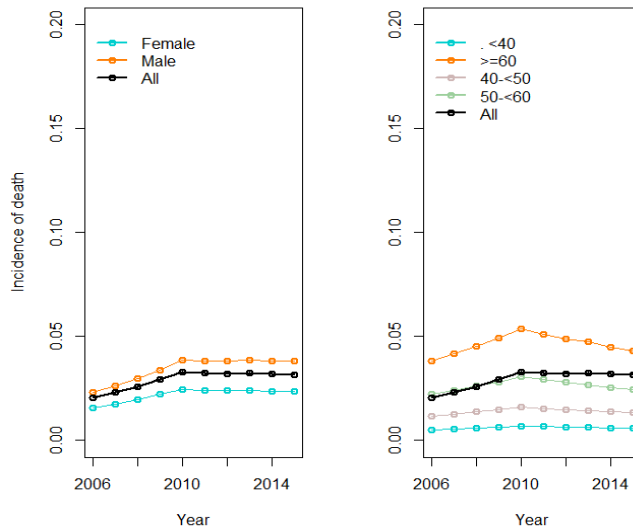 Incidence of death
0.00 0.05 0.10 0.15 0.20
Female
Male
All
2006 2010 2014
Year
0.00 0.05 0.10 0.15 0.20
. <40
>=60
40-<50
50-<60
All
2006 2010 2014
Year